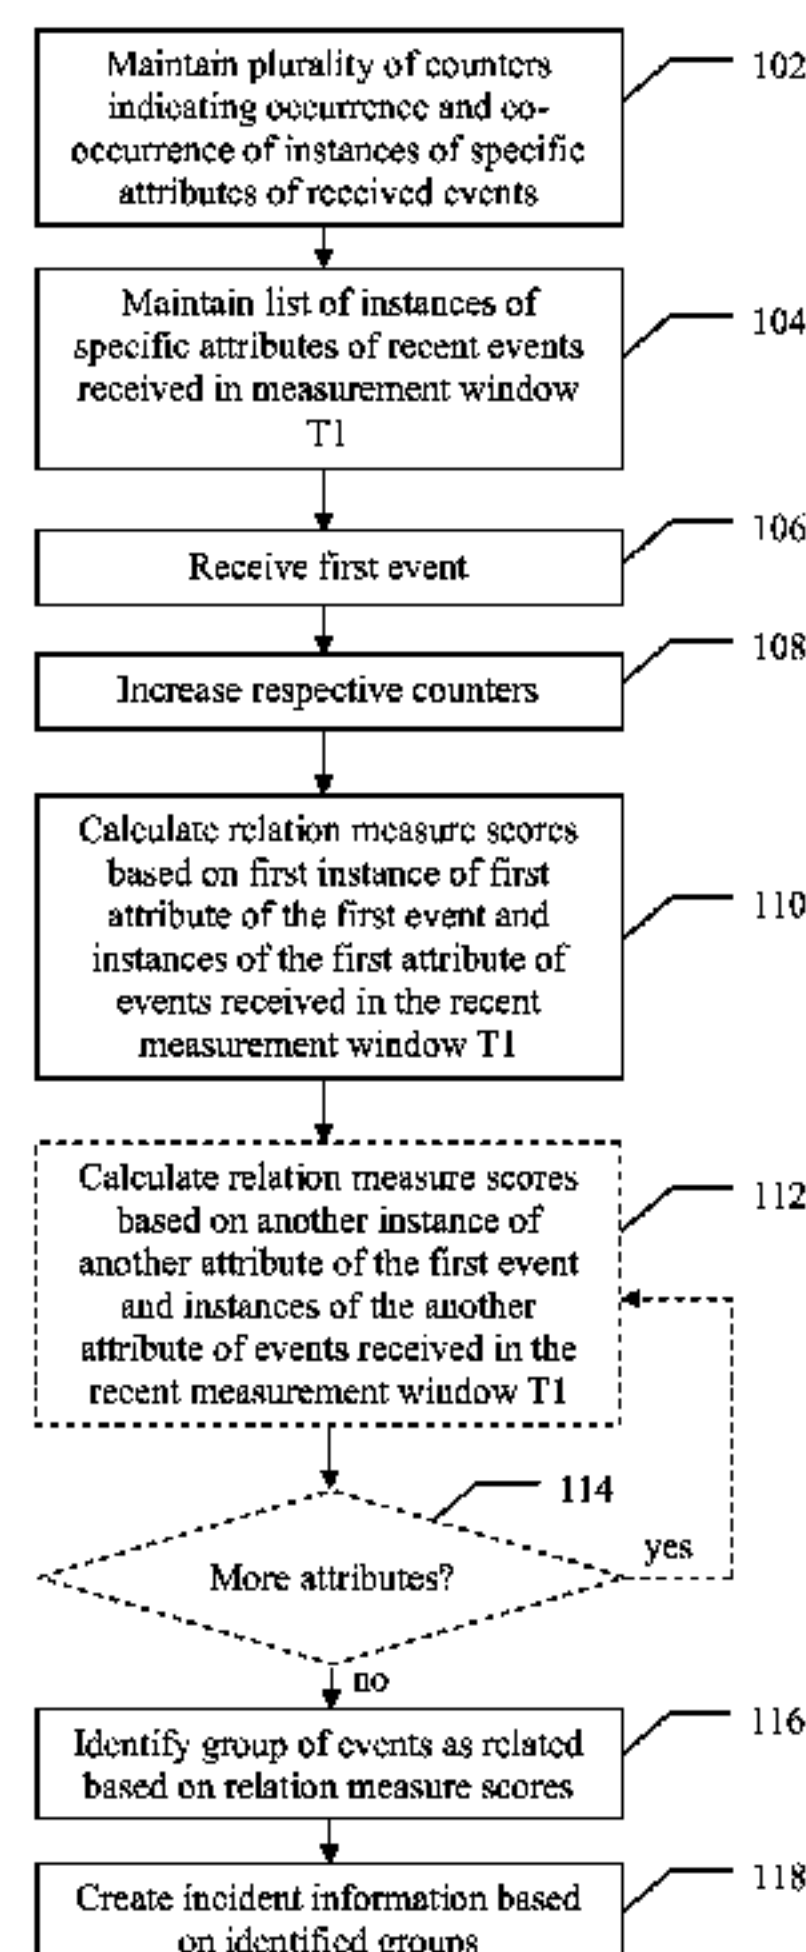 Maintain plurality of counters
indicating occurrence and co-
occurrence of instances of specific
attributes of received events
102
Maintain list of instances of
specific attributes of recent events
received in measurement window
T1
104
Receive first event
106
Increase respective counters
108
Calculate relation measure scores
based on first instance of first
attribute of the first event and
instances of the first attribute of
events received in the recent
measurement window T1
110
Calculate relation measure scores
based on another instance of
another attribute of the first event
and instances of the another
attribute of events received in the
recent measurement window T1
112
114
More attributes?
yes
no
Identify group of events as related
based on relation measure scores
116
Create incident information based
on identified groups
118